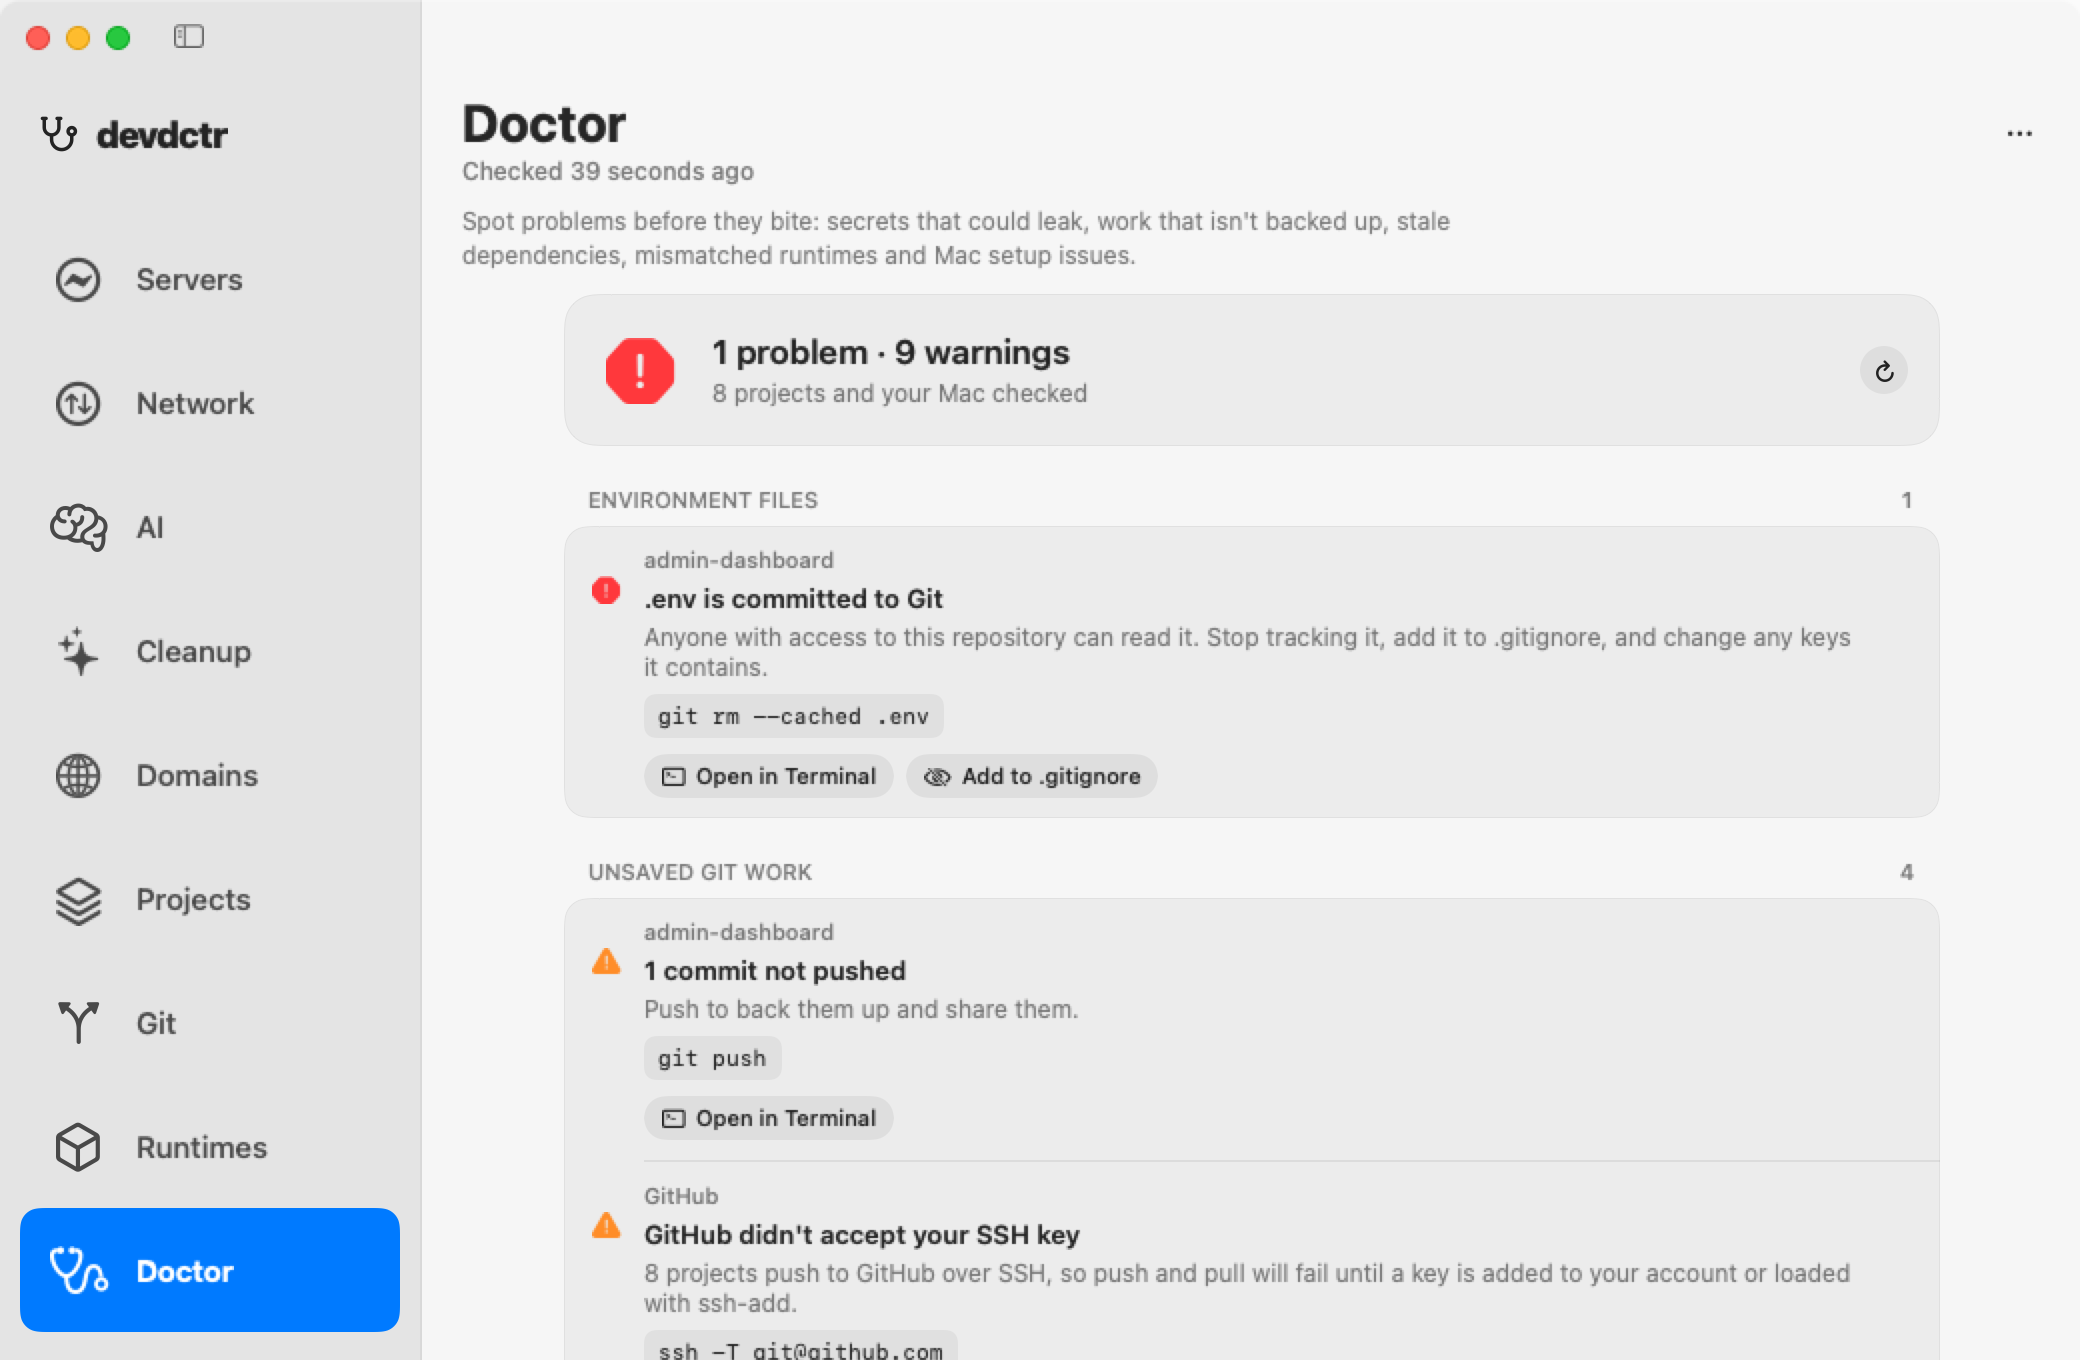 devdctr
Servers
Network
AI
Cleanup
Domains
Projects
Git
Runtimes
Doctor
Doctor
Checked 39 seconds ago
Spot problems before they bite: secrets that could leak, work that isn't backed up, stale
dependencies, mismatched runtimes and Mac setup issues.
1 problem · 9 warnings
8 projects and your Mac checked
ENVIRONMENT FILES 1
admin-dashboard
.env is committed to Git
Anyone with access to this repository can read it. Stop tracking it, add it to .gitignore, and change any keys
it contains.
git rm --cached .env
Open in Terminal Add to .gitignore
UNSAVED GIT WORK 4
admin-dashboard
1 commit not pushed
Push to back them up and share them.
git push
Open in Terminal
GitHub
GitHub didn't accept your SSH key
8 projects push to GitHub over SSH, so push and pull will fail until a key is added to your account or loaded
with ssh-add.
ssh -T git@github.com